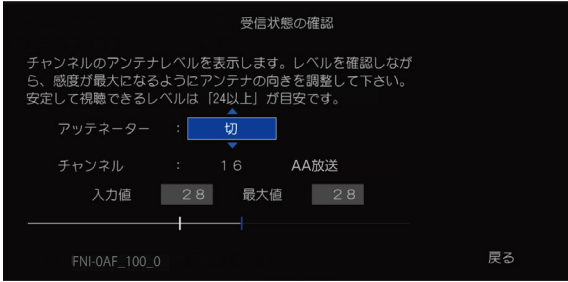 受信状態の確認
チャンネルのアンテナレベルを表示します。レベルを確認しなが
ら、感度が最大になるようにアンテナの向きを調整して下さい。
安定して視聴できるレベルは「24以上」が目安です。
アッテネーター : 切
チャンネル : 16 AA放送
入力値 28 最大値 28
FNI-0AF_100_0 戻る